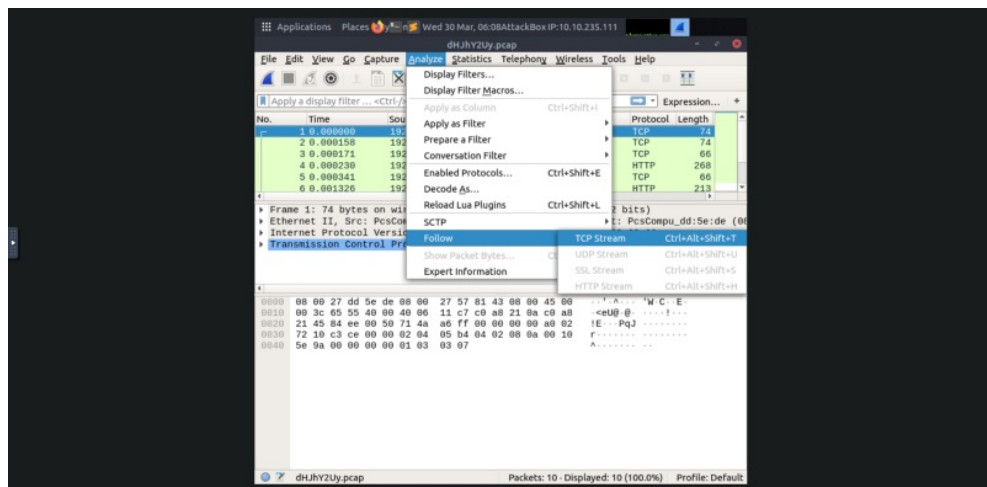 Applications Places Wed 30 Mar, 06:08 AttackBox IP:10.10.235.111
dHJhY2Uy.pcap
File Edit View Go Capture Analyze Statistics Telephony Wireless Tools Help
Apply a display filter ... <Ctrl-/> Expression... +
No. Time Sou Protocol Length
1 0.000000 192 TCP 74
2 0.000158 192 TCP 74
3 0.000171 192 TCP 66
4 0.000230 192 HTTP 268
5 0.000341 192 TCP 66
6 0.001326 192 HTTP 213
Display Filters...
Display Filter Macros...
Apply as Column Ctrl+Shift+I
Apply as Filter
Prepare a Filter
Conversation Filter
Enabled Protocols... Ctrl+Shift+E
Decode As...
Reload Lua Plugins Ctrl+Shift+L
SCTP
Follow
Show Packet Bytes...
Expert Information
TCP Stream Ctrl+Alt+Shift+T
UDP Stream Ctrl+Alt+Shift+U
SSL Stream Ctrl+Alt+Shift+S
HTTP Stream Ctrl+Alt+Shift+H
Frame 1: 74 bytes on wir 2 bits)
Ethernet II, Src: PcsCom t: PcsCompu_dd:5e:de (08
Internet Protocol Versio
Transmission Control Pro
0000 08 00 27 dd 5e de 08 00 27 57 81 43 08 00 45 00 ··'·^··· 'W·C··E·
0010 00 3c 65 55 40 00 40 06 11 c7 c0 a8 21 0a c0 a8 ·<eU@·@· ····!···
0020 21 45 84 ee 00 50 71 4a a6 ff 00 00 00 00 a0 02 !E···PqJ ········
0030 72 10 c3 ce 00 00 02 04 05 b4 04 02 08 0a 00 10 r······· ········
0040 5e 9a 00 00 00 00 01 03 03 07 ^······· ··
dHJhY2Uy.pcap Packets: 10 · Displayed: 10 (100.0%) Profile: Default